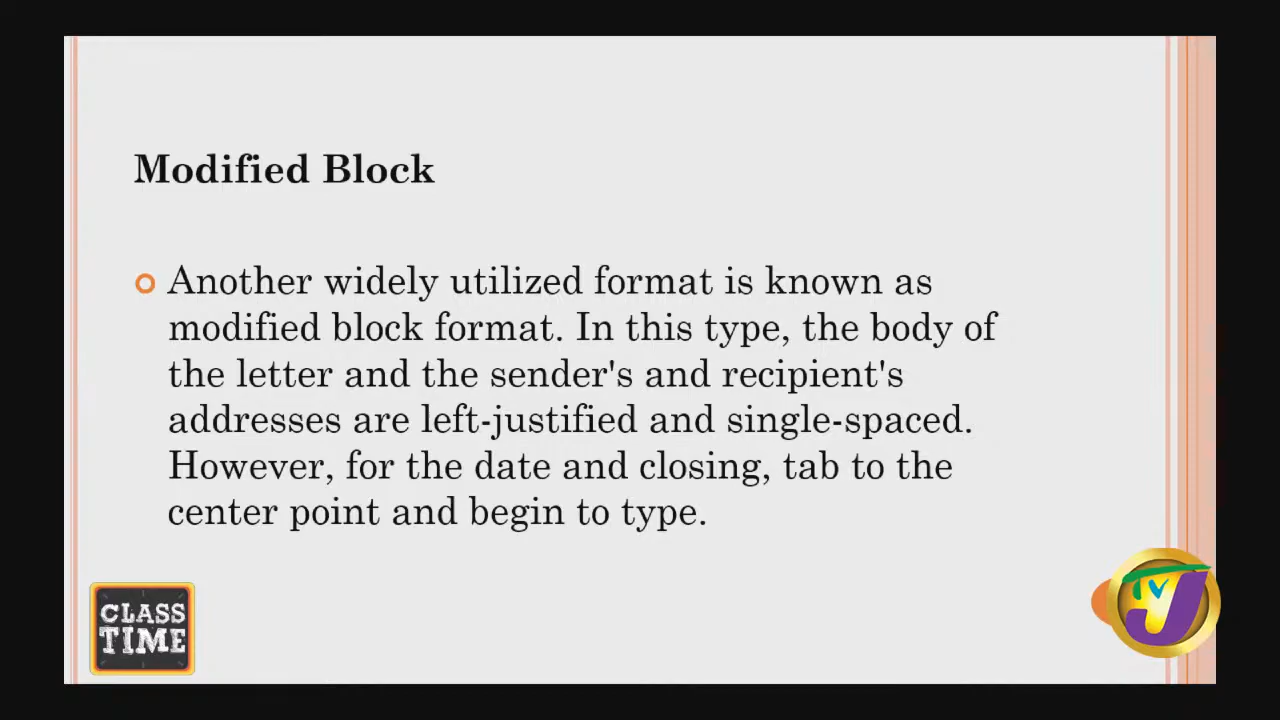 Modified Block
Another widely utilized format is known as
modified block format. In this type, the body of
the letter and the sender's and recipient's
addresses are left-justified and single-spaced.
However, for the date and closing, tab to the
center point and begin to type.
CLASS
TIME
TVJ